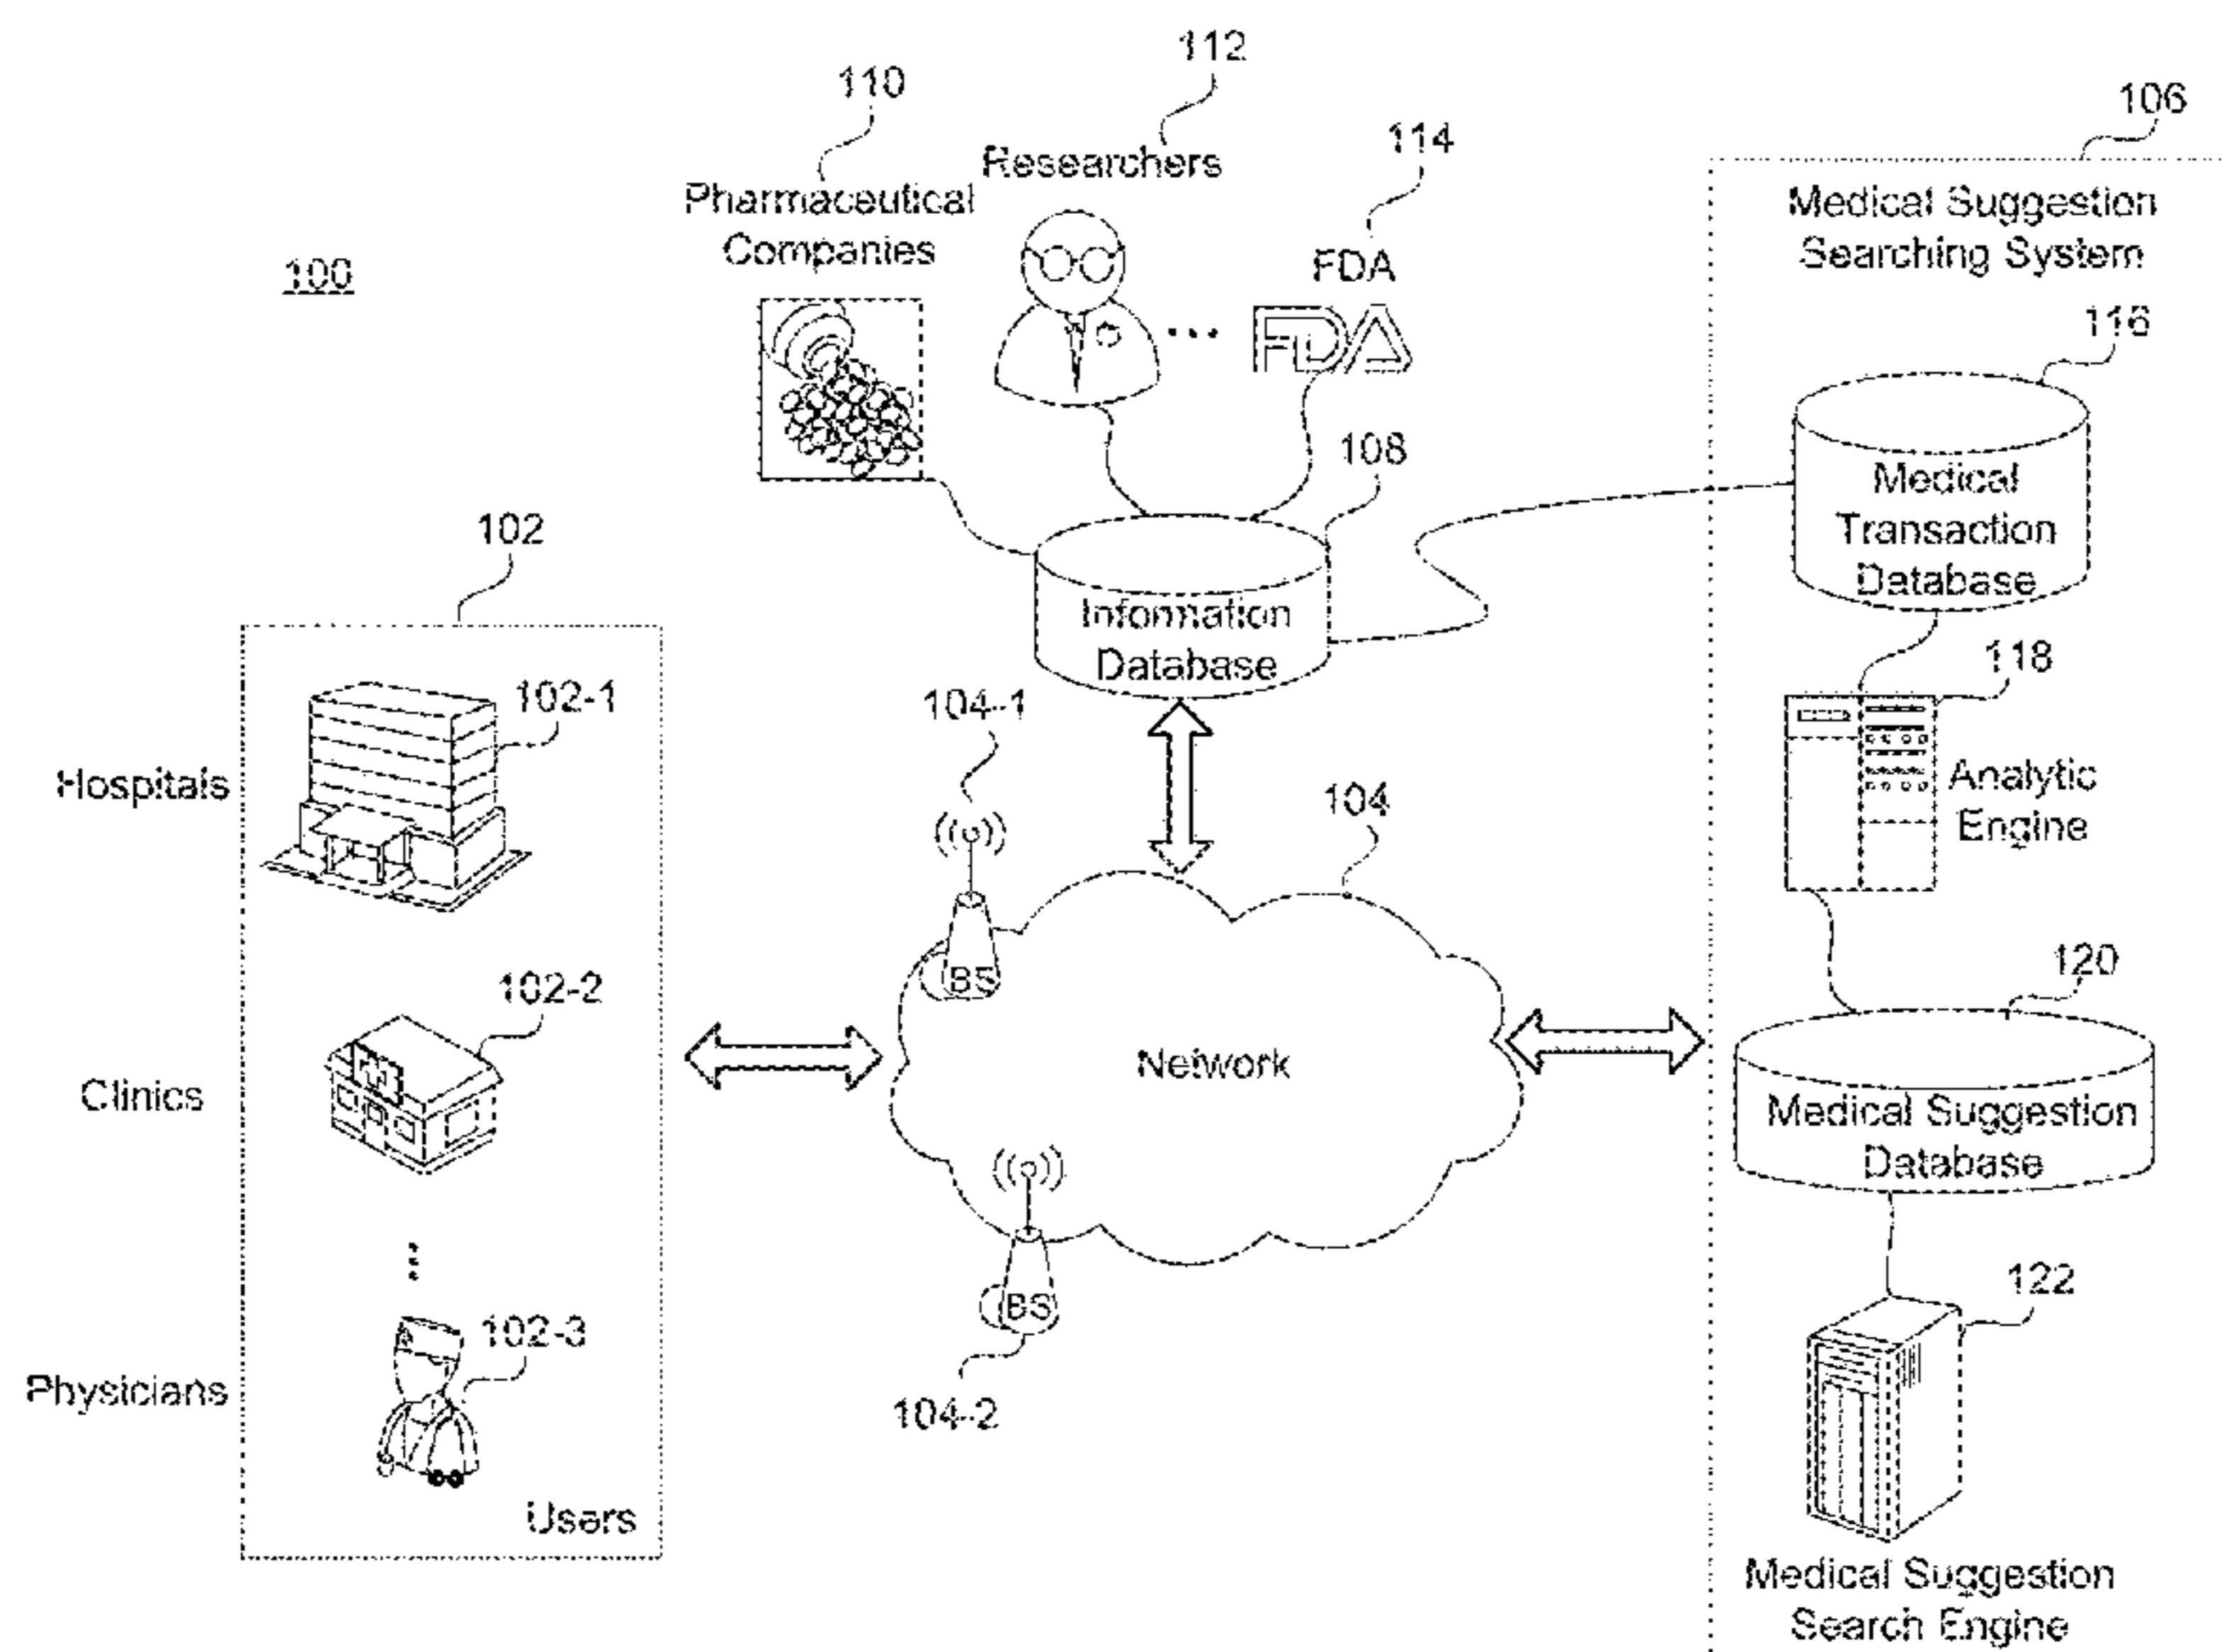 112
110
106
Researchers
114
Pharmaceutical
Companies
Medical Suggestion
Searching System
FDA
100
FDA
116
108
Medical
Transaction
Database
102
Information
Database
118
102-1
104-1
Hospitals
Analytic
Engine
104
BS
120
102-2
Network
Clinics
Medical Suggestion
Database
122
BS
102-3
Physicians
104-2
Users
Medical Suggestion
Search Engine